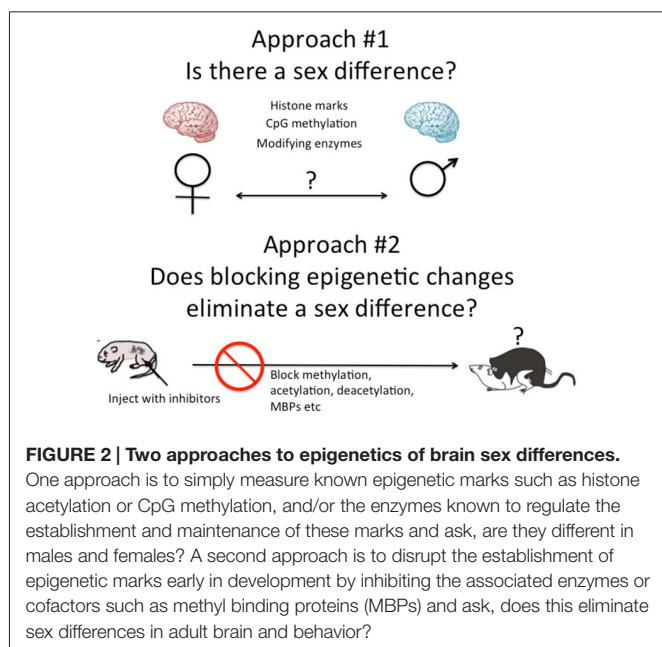 Approach #1
Is there a sex difference?
Histone marks
CpG methylation
Modifying enzymes
?
Approach #2
Does blocking epigenetic changes
eliminate a sex difference?
?
Inject with inhibitors
Block methylation,
acetylation, deacetylation,
MBPs etc
FIGURE 2 | Two approaches to epigenetics of brain sex differences.
One approach is to simply measure known epigenetic marks such as histone
acetylation or CpG methylation, and/or the enzymes known to regulate the
establishment and maintenance of these marks and ask, are they different in
males and females? A second approach is to disrupt the establishment of
epigenetic marks early in development by inhibiting the associated enzymes or
cofactors such as methyl binding proteins (MBPs) and ask, does this eliminate
sex differences in adult brain and behavior?